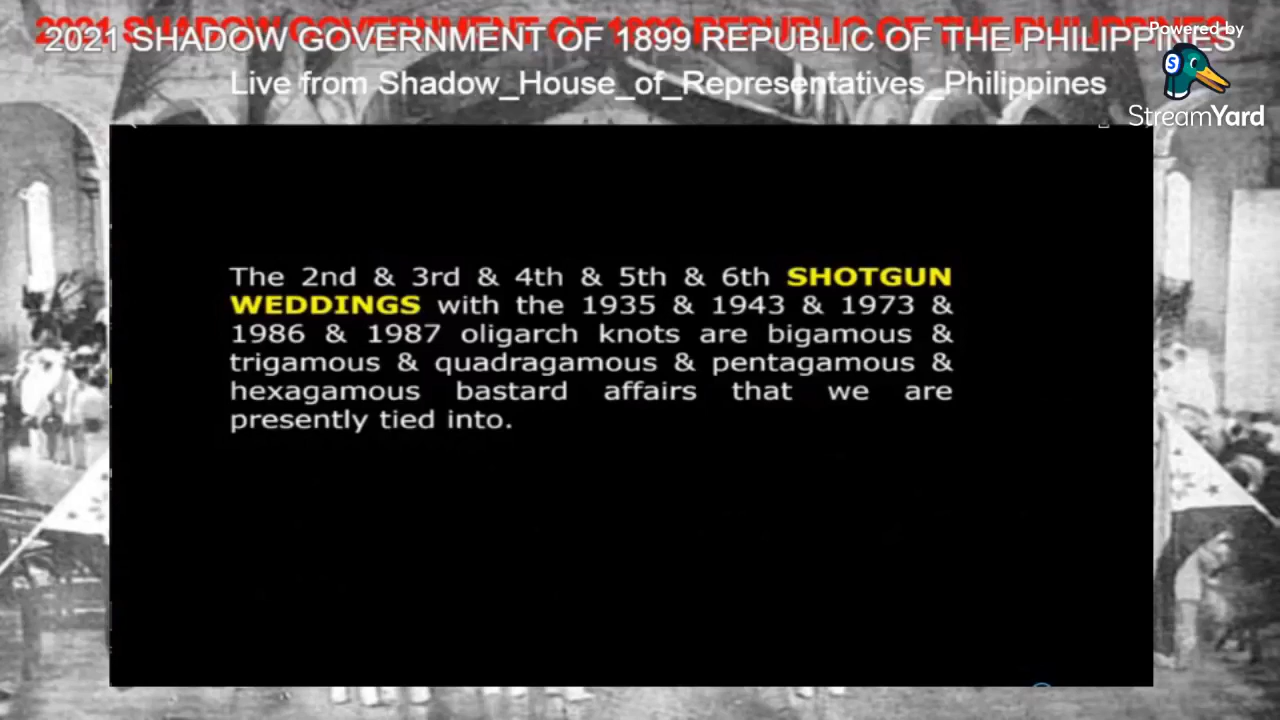 2021 SHADOW GOVERNMENT OF 1899 REPUBLIC OF THE PHILIPPINES
Powered by
Live from Shadow_House_of_Representatives_Philippines
S
StreamYard
The 2nd & 3rd & 4th & 5th & 6th SHOTGUN
WEDDINGS with the 1935 & 1943 & 1973 &
1986 & 1987 oligarch knots are bigamous &
trigamous & quadragamous & pentagamous &
hexagamous bastard affairs that we are
presently tied into.